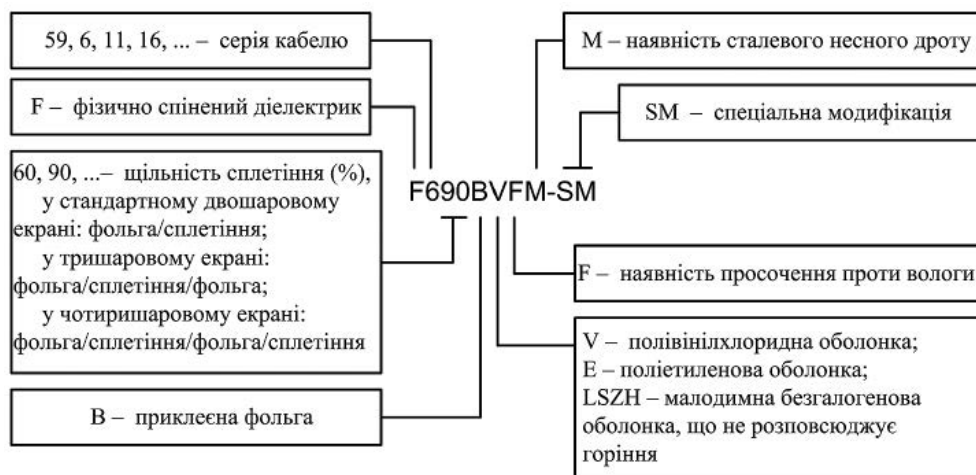 59, 6, 11, 16, ... – серія кабелю
F – фізично спінений діелектрик
60, 90, ...– щільність сплетіння (%),
у стандартному двошаровому
екрані: фольга/сплетіння;
у тришаровому екрані:
фольга/сплетіння/фольга;
у чотиришаровому екрані:
фольга/сплетіння/фольга/сплетіння
B – приклеєна фольга
F690BVFM-SM
M – наявність сталевого несного дроту
SM – спеціальна модифікація
F – наявність просочення проти вологи
V – полівінілхлоридна оболонка;
E – поліетиленова оболонка;
LSZH – малодимна безгалогенова
оболонка, що не розповсюджує
горіння